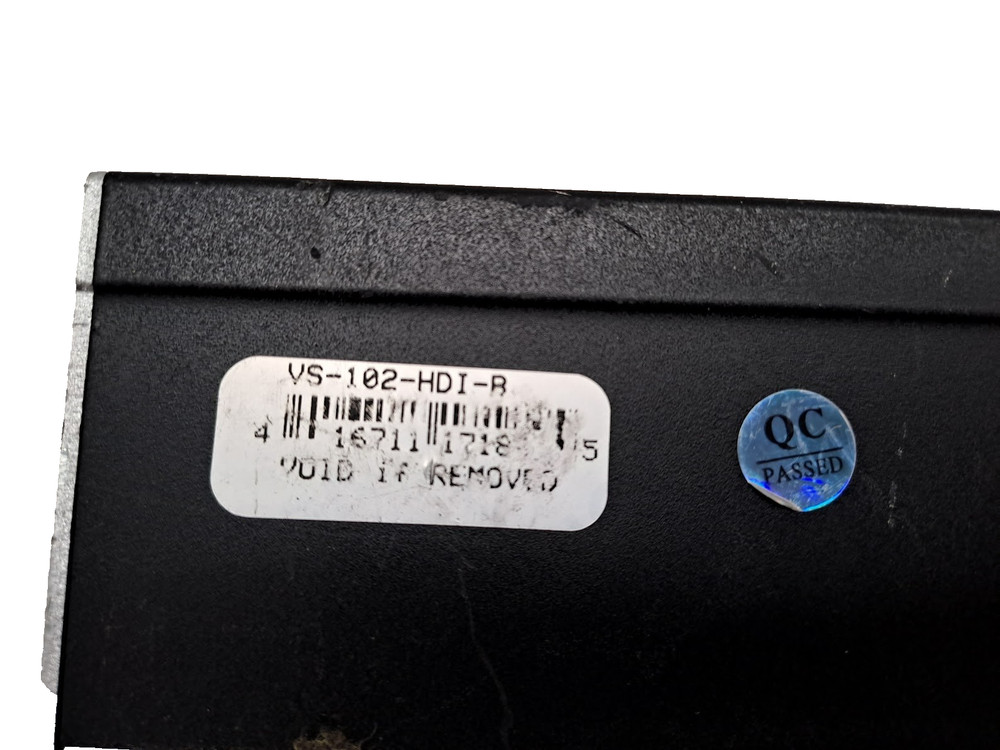 VS-102-HDI-R
4 16711 1718 5
VOID IF REMOVED
QC
PASSED